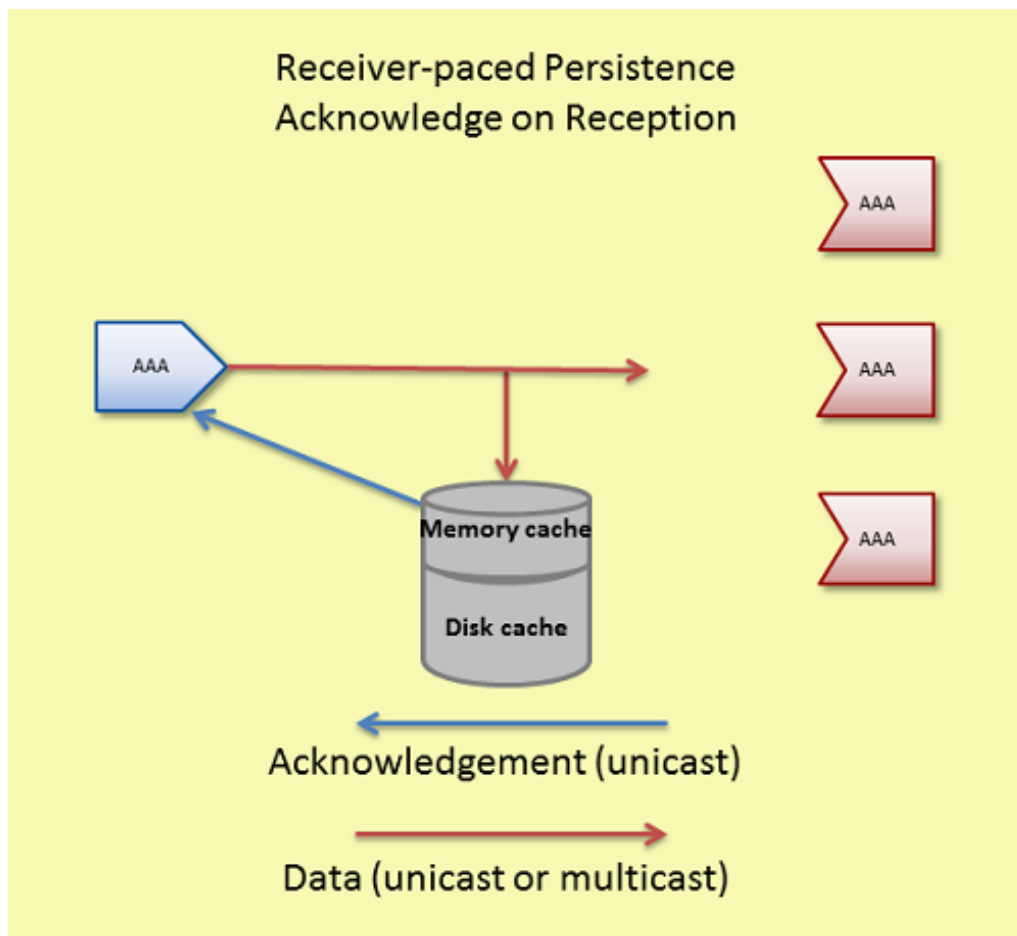 Receiver-paced Persistence
Acknowledge on Reception
AAA
AAA
AAA
AAA
Memory cache
Disk cache
Acknowledgement (unicast)
Data (unicast or multicast)